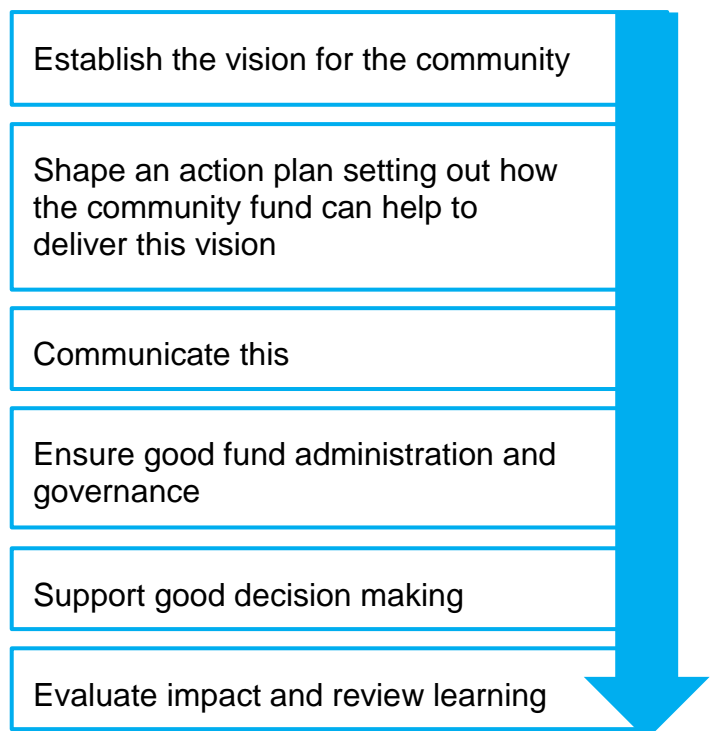 Establish the vision for the community
Shape an action plan setting out how
the community fund can help to
deliver this vision
Communicate this
Ensure good fund administration and
governance
Support good decision making
Evaluate impact and review learning